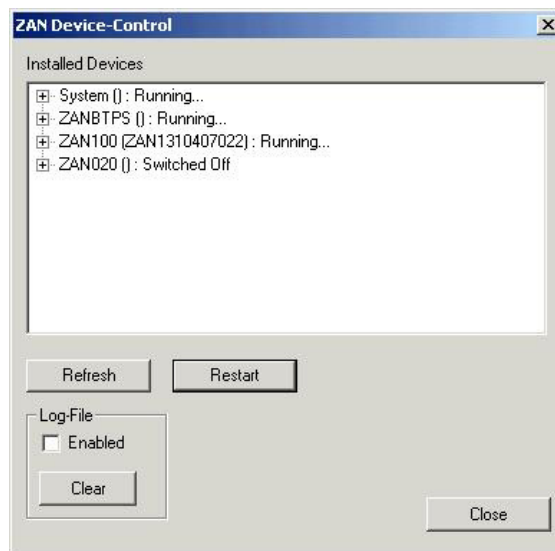 ZAN Device-Control
Installed Devices
System () : Running...
ZANBTPS () : Running...
ZAN100 (ZAN1310407022) : Running...
ZAN020 () : Switched Off
Refresh
Restart
Log-File
Enabled
Clear
Close